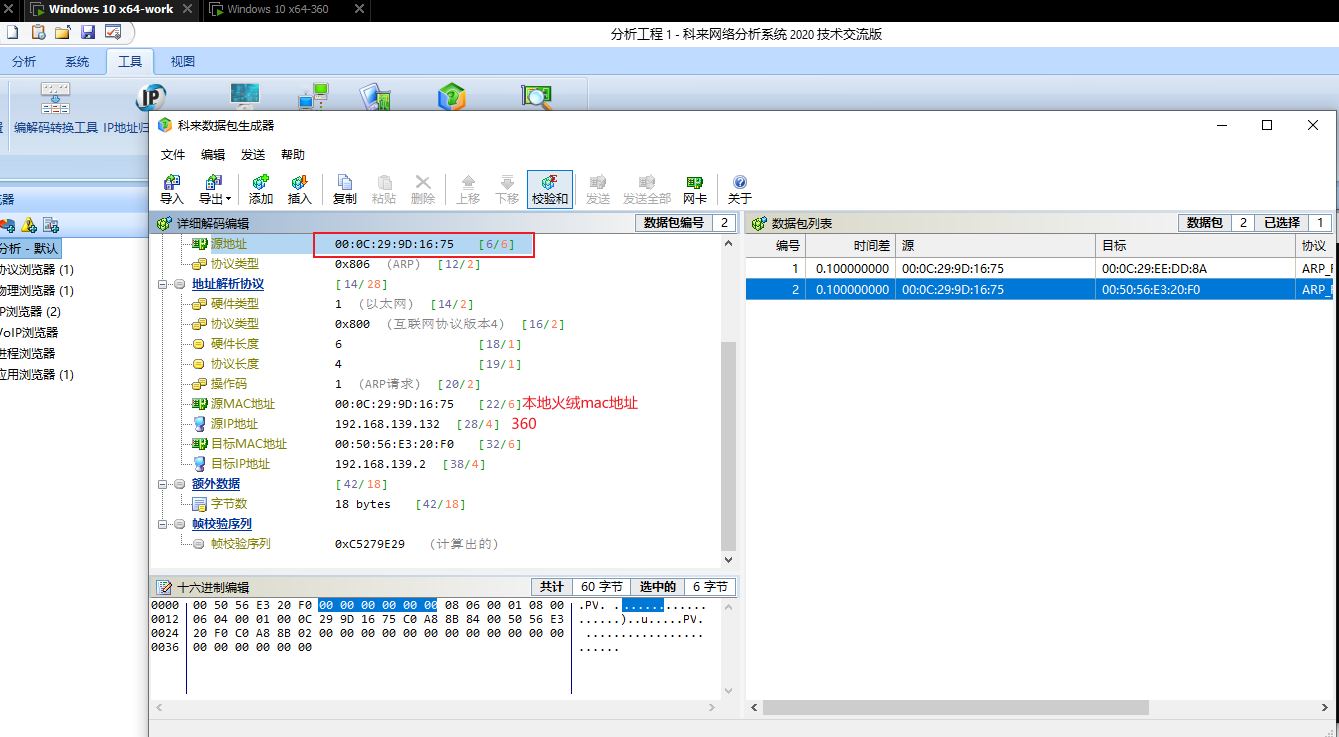 Windows 10 x64-work
Windows 10 x64-360
分析工程 1 - 科来网络分析系统 2020 技术交流版
分析 系统 工具 视图
编解码转换工具 IP地址归
科来数据包生成器
文件 编辑 发送 帮助
导入 导出 添加 插入 复制 粘贴 删除 上移 下移 校验和 发送 发送全部 网卡 关于
详细解码编辑 数据包编号 2
源地址 00:0C:29:9D:16:75 [6/6]
协议类型 0x806 (ARP) [12/2]
地址解析协议 [14/28]
硬件类型 1 (以太网) [14/2]
协议类型 0x800 (互联网协议版本4) [16/2]
硬件长度 6 [18/1]
协议长度 4 [19/1]
操作码 1 (ARP请求) [20/2]
源MAC地址 00:0C:29:9D:16:75 [22/6] 本地火绒mac地址
源IP地址 192.168.139.132 [28/4] 360
目标MAC地址 00:50:56:E3:20:F0 [32/6]
目标IP地址 192.168.139.2 [38/4]
额外数据 [42/18]
字节数 18 bytes [42/18]
帧校验序列
帧校验序列 0xC5279E29 (计算出的)
十六进制编辑 共计 60 字节 选中的 6 字节
0000 00 50 56 E3 20 F0 00 00 00 00 00 00 08 06 00 01 08 00 .PV. .............
0012 06 04 00 01 00 0C 29 9D 16 75 C0 A8 8B 84 00 50 56 E3 ......)..u.....PV.
0024 20 F0 C0 A8 8B 02 00 00 00 00 00 00 00 00 00 00 00 00 .................
0036 00 00 00 00 00 00 ......
数据包列表 数据包 2 已选择 1
编号 时间差 源 目标 协议
1 0.100000000 00:0C:29:9D:16:75 00:0C:29:EE:DD:8A ARP_
2 0.100000000 00:0C:29:9D:16:75 00:50:56:E3:20:F0 ARP_
览器
分析 - 默认
协议浏览器 (1)
物理浏览器 (1)
IP浏览器 (2)
VoIP浏览器
进程浏览器
应用浏览器 (1)